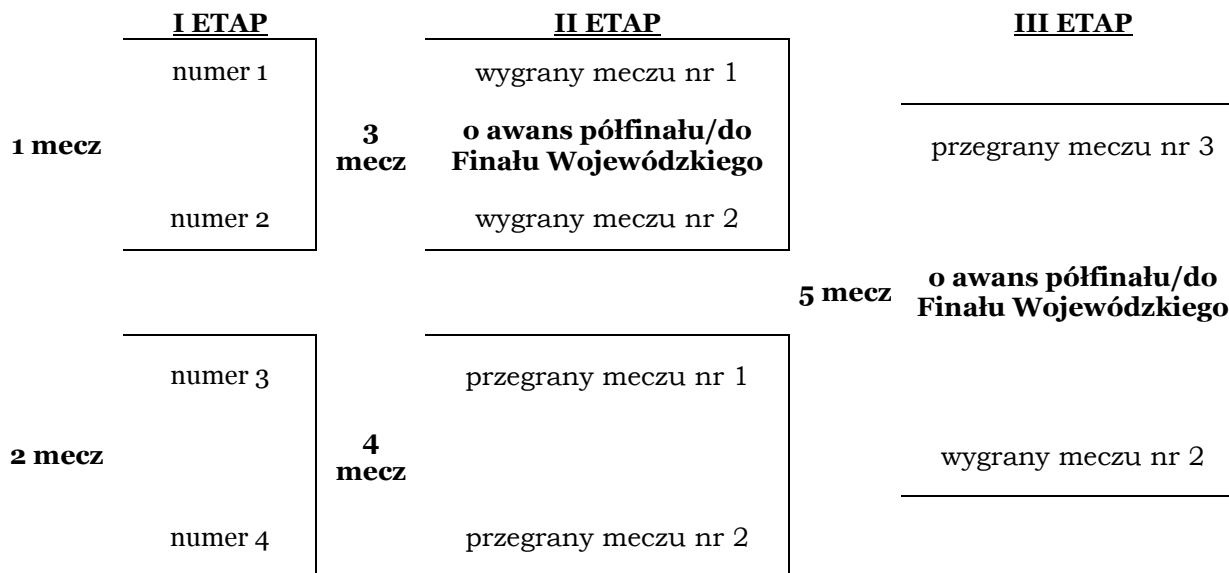 I ETAP
II ETAP
III ETAP
numer 1
wygrany meczu nr 1
1 mecz
3
mecz
o awans półfinału/do
Finału Wojewódzkiego
przegrany meczu nr 3
numer 2
wygrany meczu nr 2
5 mecz
o awans półfinału/do
Finału Wojewódzkiego
numer 3
przegrany meczu nr 1
2 mecz
4
mecz
wygrany meczu nr 2
numer 4
przegrany meczu nr 2